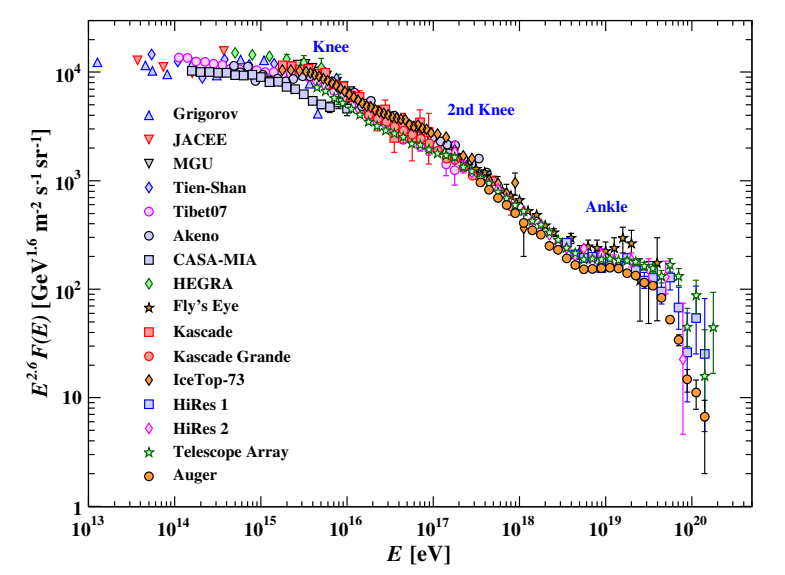 Knee
2nd Knee
Ankle
Grigorov
JACEE
MGU
Tien-Shan
Tibet07
Akeno
CASA-MIA
HEGRA
Fly's Eye
Kascade
Kascade Grande
IceTop-73
HiRes 1
HiRes 2
Telescope Array
Auger
E^2.6 F(E) [GeV^1.6 m^-2 s^-1 sr^-1]
10^4
10^3
10^2
10
1
10^13 10^14 10^15 10^16 10^17 10^18 10^19 10^20
E [eV]